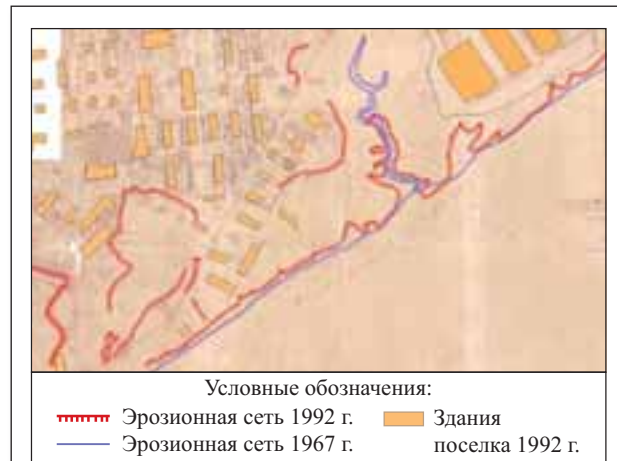 Условные обозначения:
Эрозионная сеть 1992 г.
Эрозионная сеть 1967 г.
Здания
поселка 1992 г.